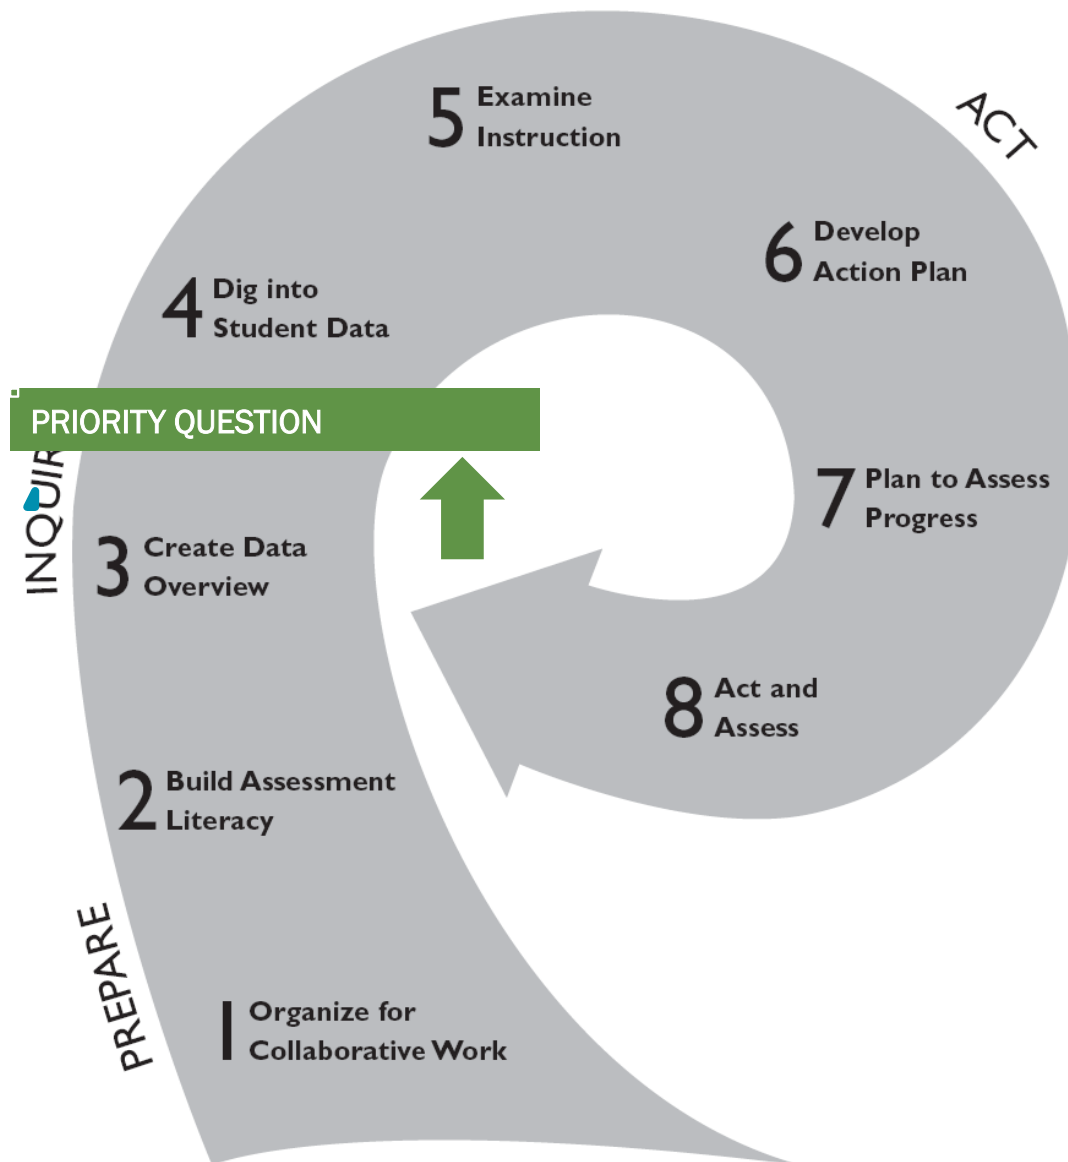 ACT
5 Examine
Instruction
6 Develop
Action Plan
4 Dig into
Student Data
PRIORITY QUESTION
INQUIR
7 Plan to Assess
Progress
3 Create Data
Overview
8 Act and
Assess
2 Build Assessment
Literacy
PREPARE
1 Organize for
Collaborative Work